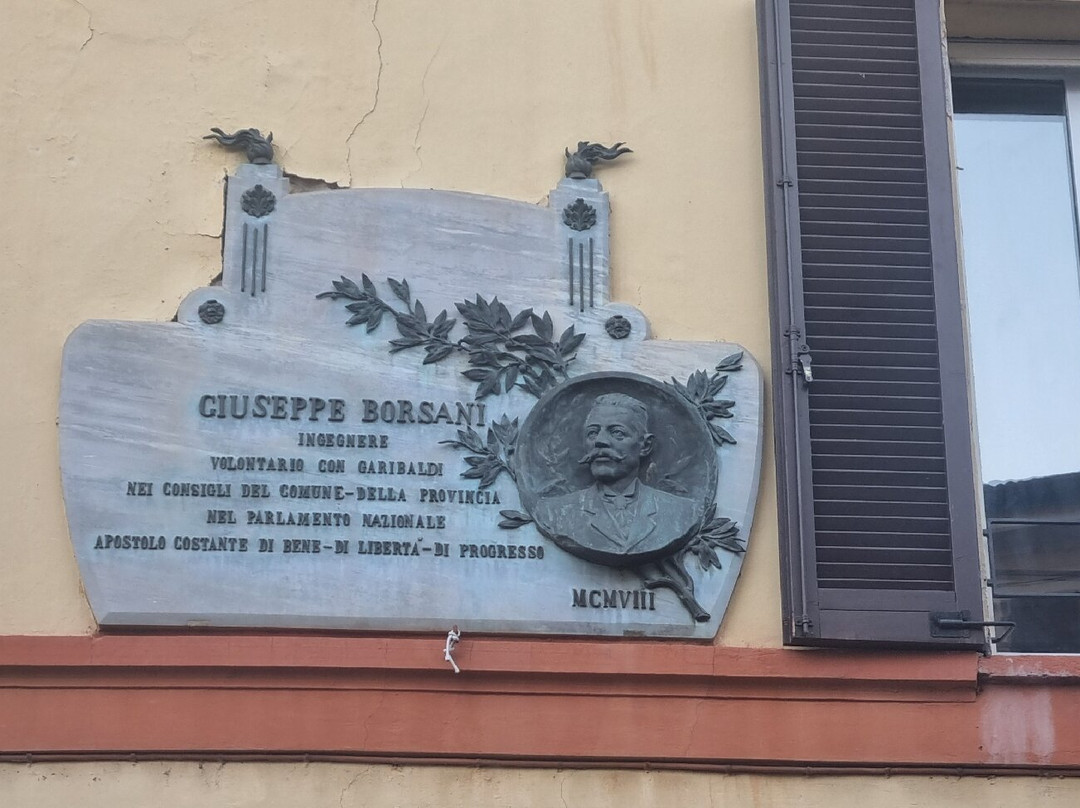 GIUSEPPE BORSANI
INGEGNERE
VOLONTARIO CON GARIBALDI
NEI CONSIGLI DEL COMUNE-DELLA PROVINCIA
NEL PARLAMENTO NAZIONALE
APOSTOLO COSTANTE DI BENE-DI LIBERTA'-DI PROGRESSO
MCMVIII